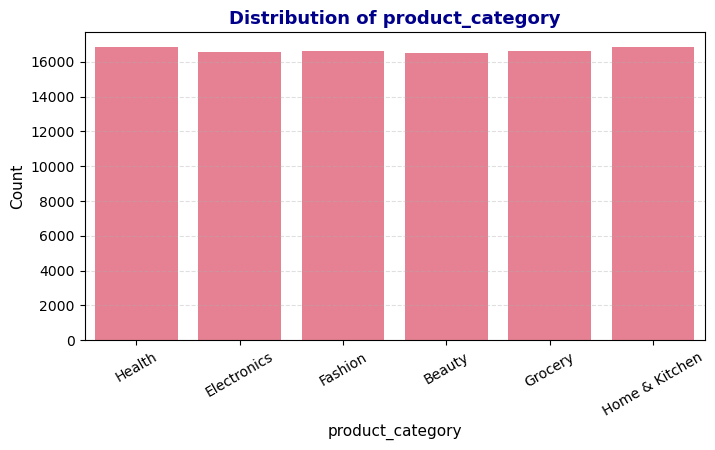 Distribution of product_category
Count
16000
14000
12000
10000
8000
6000
4000
2000
0
Health
Electronics
Fashion
Beauty
Grocery
Home & Kitchen
product_category